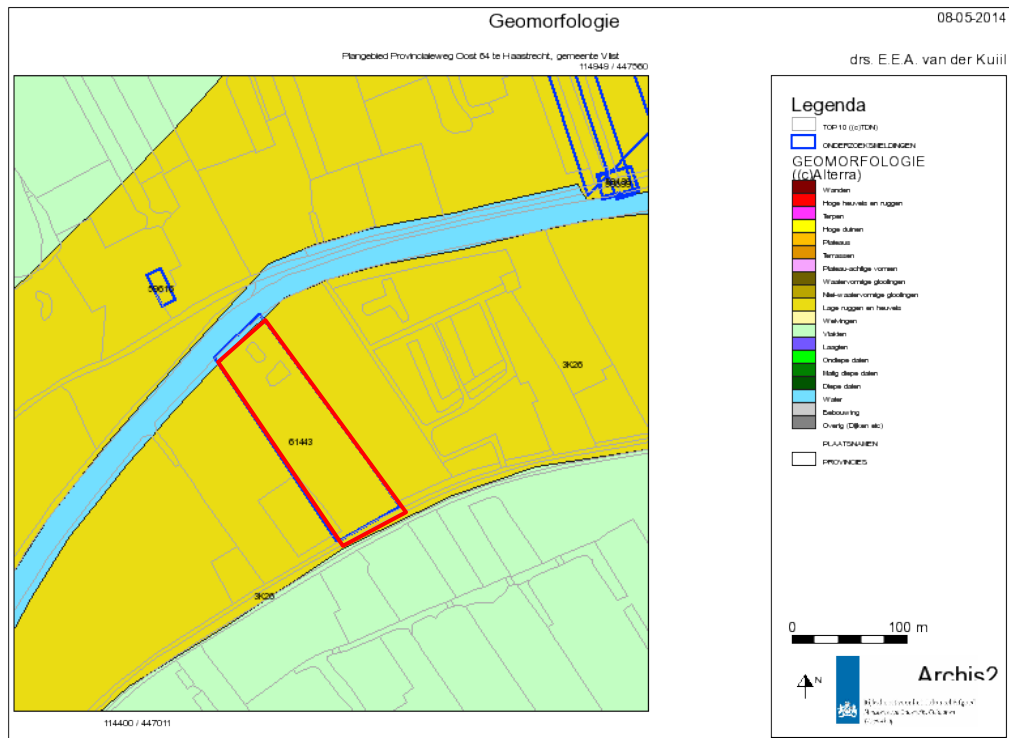 Geomorfologie
08-05-2014
Plangebied Provincialeweg Oost 64 te Haastrecht, gemeente Vlist
drs. E.E.A. van der Kuijl
114949 / 447560
59615
61443
3K26
3K26
114400 / 447011
Legenda
TOP10 ((c)TDN)
ONDERZOEKSMELDINGEN
GEOMORFOLOGIE
((c)Alterra)
Wanden
Hoge heuvels en ruggen
Terpen
Hoge duinen
Plateaus
Terrassen
Plateau-achtige vormen
Waaiervormige glooiingen
Niet-waaiervormige glooiingen
Lage ruggen en heuvels
Welvingen
Vlakten
Laagten
Ondiepe dalen
Matig diepe dalen
Diepe dalen
Water
Bebouwing
Overig (Dijken etc)
PLAATSNAMEN
PROVINCIES
0 100 m
N
Archis2